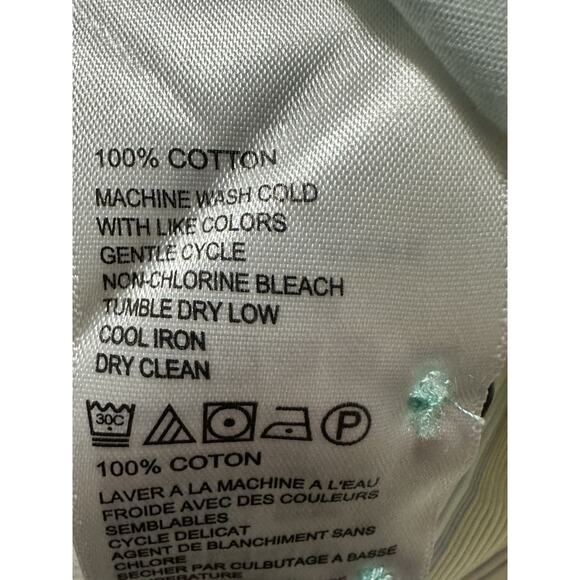 100% COTTON
MACHINE WASH COLD
WITH LIKE COLORS
GENTLE CYCLE
NON-CHLORINE BLEACH
TUMBLE DRY LOW
COOL IRON
DRY CLEAN
30C P
100% COTON
LAVER A LA MACHINE A L'EAU
FROIDE AVEC DES COULEURS
SEMBLABLES
CYCLE DELICAT
AGENT DE BLANCHIMENT SANS
CHLORE
SECHER PAR CULBUTAGE A BASSE